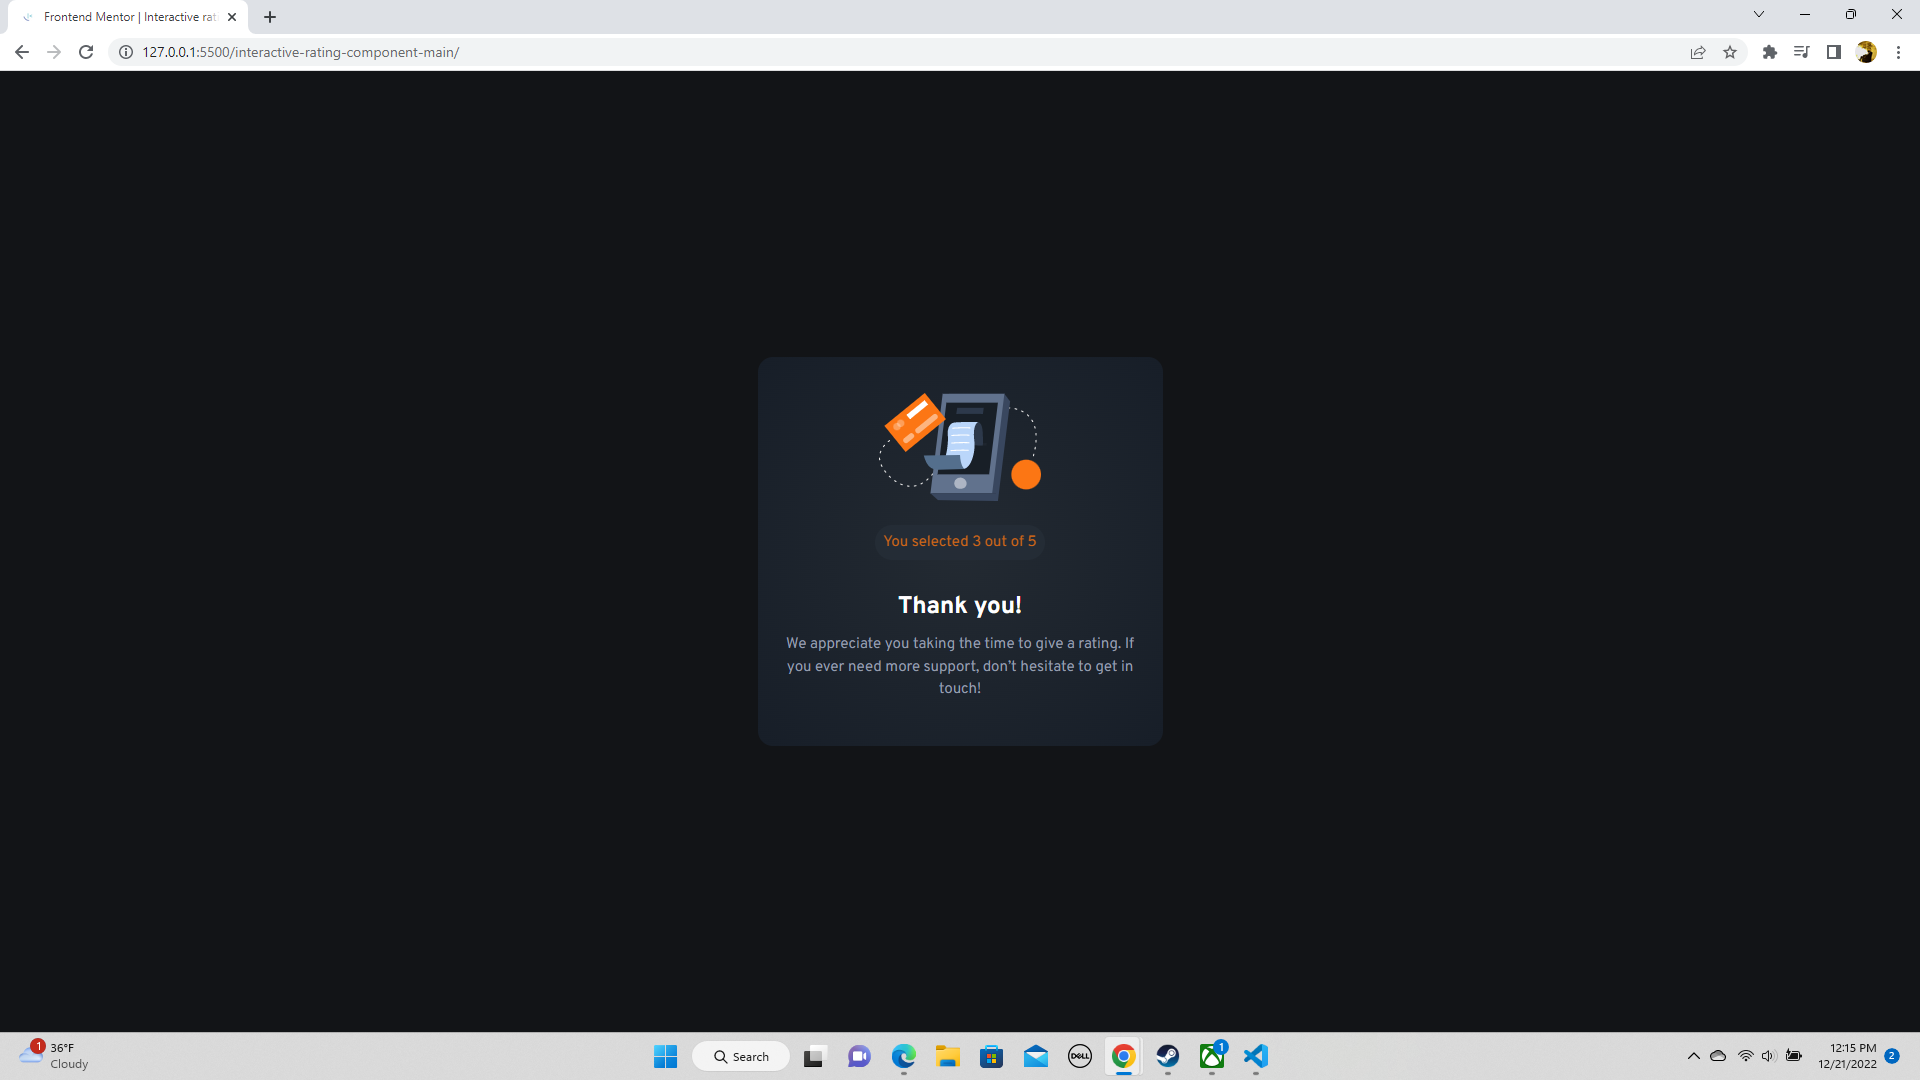 Frontend Mentor | Interactive rat
127.0.0.1:5500/interactive-rating-component-main/
You selected 3 out of 5
Thank you!
We appreciate you taking the time to give a rating. If
you ever need more support, don’t hesitate to get in
touch!
1
36°F
Cloudy
Search
DELL
1
12:15 PM
12/21/2022
2